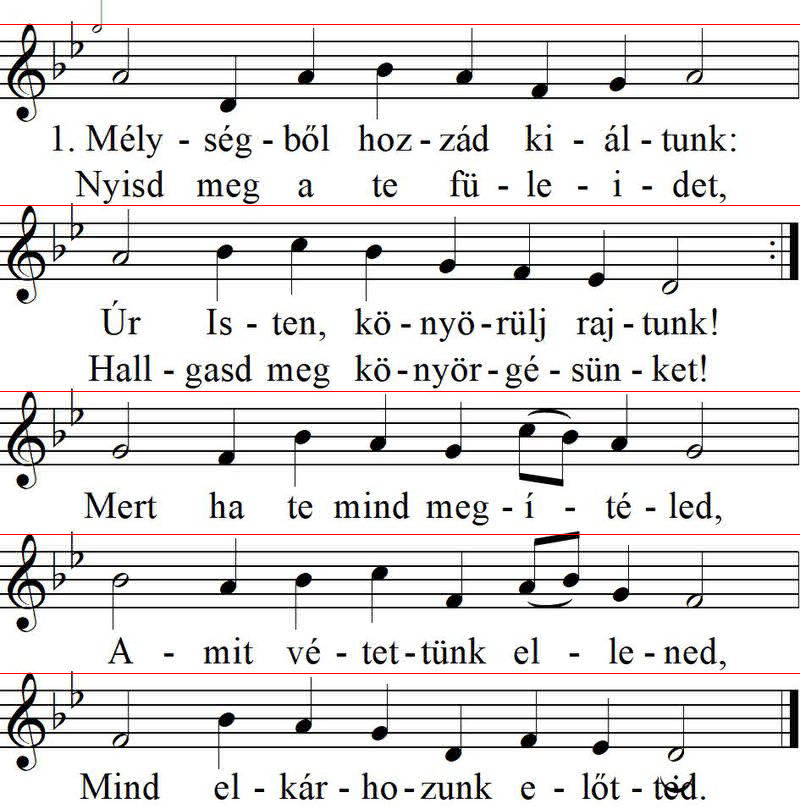 1. Mély - ség - ből hoz - zád ki - ál - tunk:
Nyisd meg a te fü - le - i - det,
Úr Is - ten, kö - nyö - rülj raj - tunk!
Hall - gasd meg kö - nyör - gé - sün - ket!
Mert ha te mind meg - í - té - led,
A - mit vé - tet - tünk el - le - ned,
Mind el - kár - ho - zunk e - lőt - ted.